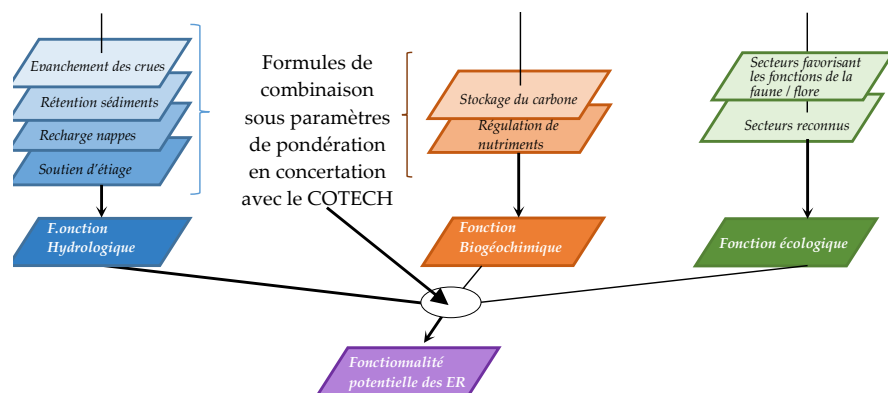 Epanchement des crues
Rétention sédiments
Recharge nappes
Soutien d'étiage
F.onction
Hydrologique
Formules de
combinaison
sous paramètres
de pondération
en concertation
avec le COTECH
Stockage du carbone
Régulation de
nutriments
Fonction
Biogéochimique
Secteurs favorisant
les fonctions de la
faune / flore
Secteurs reconnus
Fonction écologique
Fonctionnalité
potentielle des ER